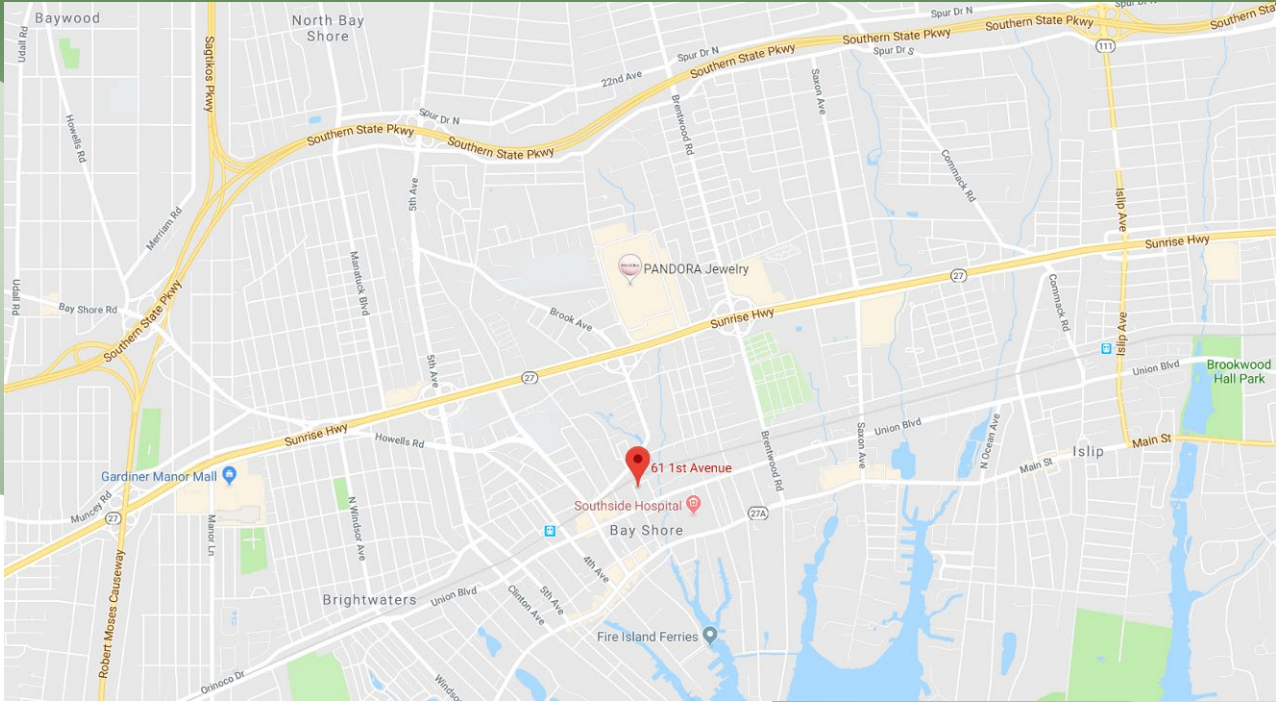 Baywood
North Bay
Shore
Spur Dr N
Southern State Pkwy
Southern State Pkwy
Southern State Pkwy
Spur Dr N
Spur Dr S
111
Udall Rd
Sagtikos Pkwy
22nd Ave
Saxon Ave
Spur Dr N
Brentwood Rd
Howells Rd
Southern State Pkwy
Southern State Pkwy
Commack Rd
5th Ave
Merriam Rd
Islip Ave
Sunrise Hwy
PANDORA Jewelry
27
Manatuck Blvd
Udall Rd
Bay Shore Rd
Southern State Pkwy
Brook Ave
Sunrise Hwy
Commack Rd
Islip Ave
5th Ave
27
Union Blvd
Brookwood
Hall Park
Sunrise Hwy
Howells Rd
Union Blvd
Saxon Ave
N Ocean Ave
Main St
Islip
Brentwood Rd
Main St
61 1st Avenue
Gardiner Manor Mall
Muncey Rd
27
Manor Ln
N Windsor Ave
Southside Hospital
27A
Bay Shore
4th Ave
Robert Moses Causeway
Brightwaters
Union Blvd
Clinton Ave
5th Ave
Fire Island Ferries
Orinoco Dr